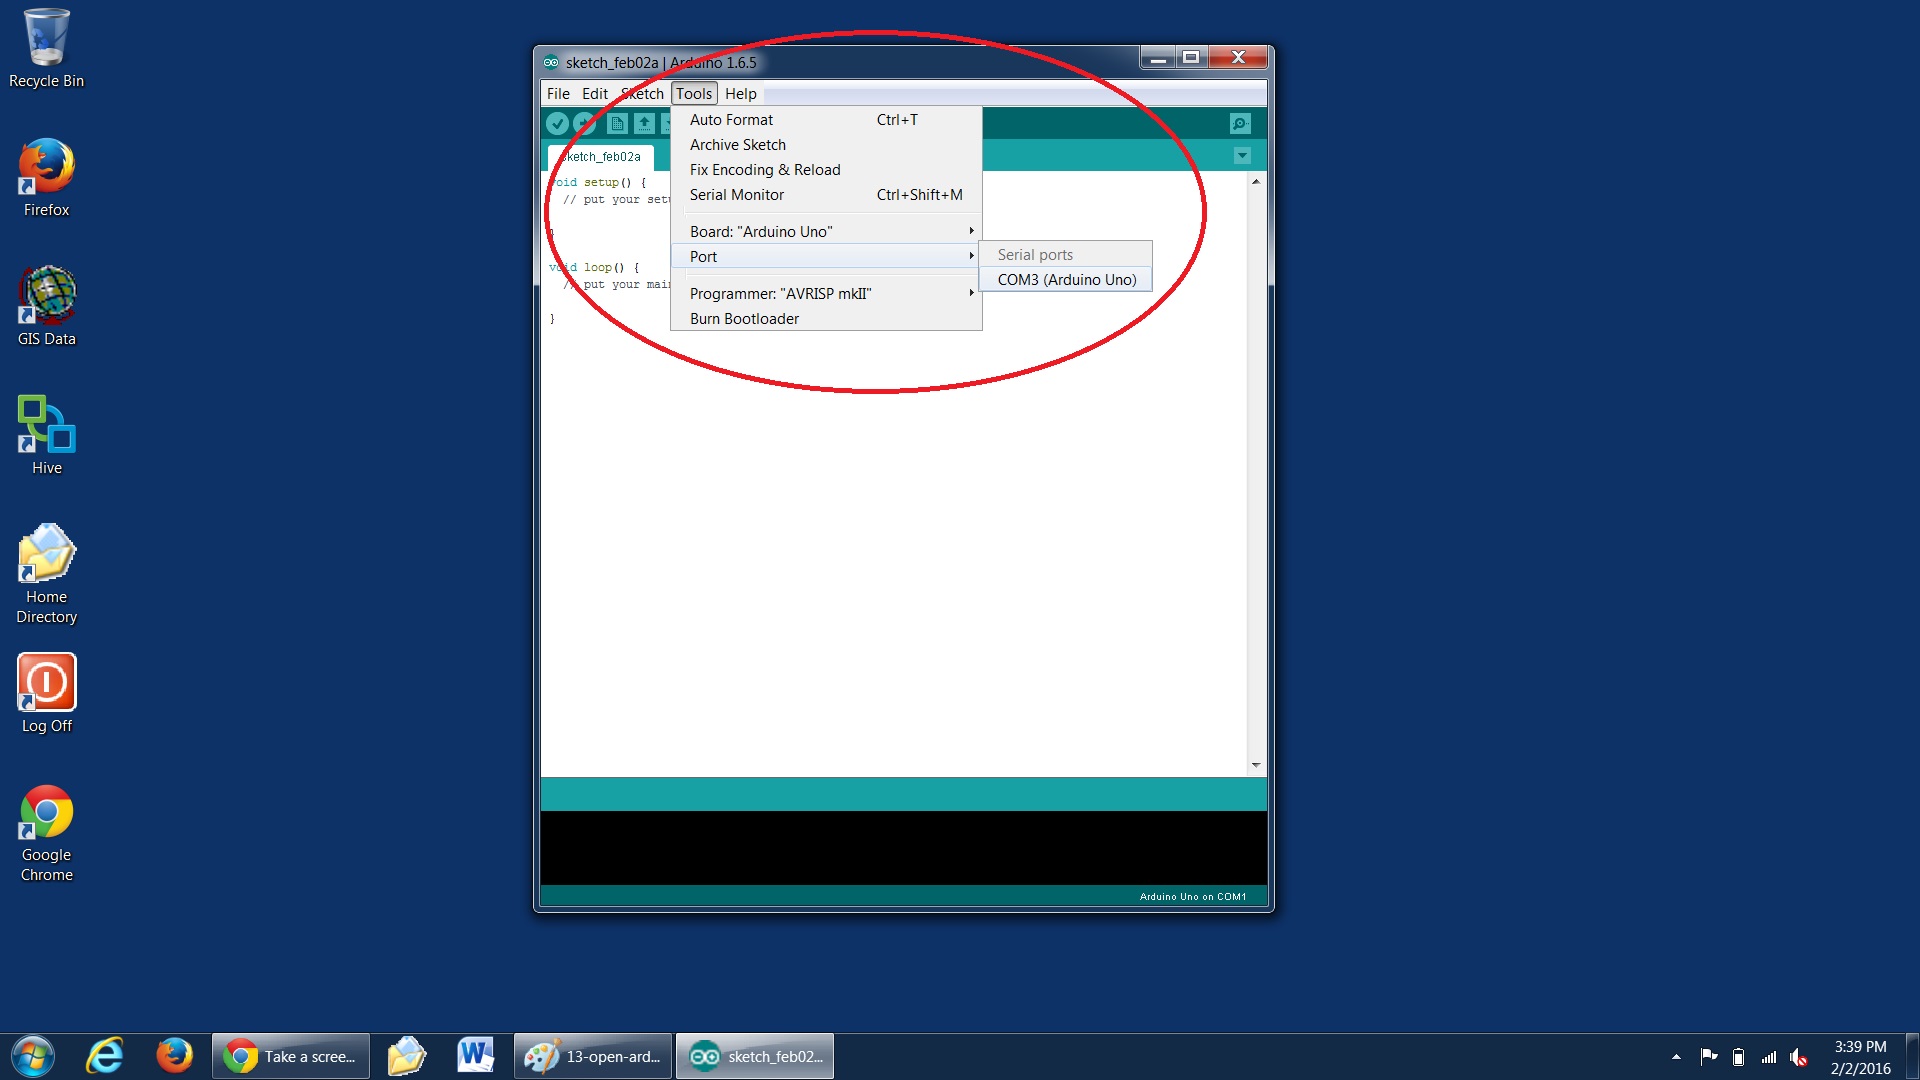 Recycle Bin
Firefox
GIS Data
Hive
Home
Directory
Log Off
Google
Chrome
sketch_feb02a | Arduino 1.6.5
File Edit Sketch Tools Help
sketch_feb02a
void setup() {
// put your setu
}
void loop() {
// put your main
}
Auto Format Ctrl+T
Archive Sketch
Fix Encoding & Reload
Serial Monitor Ctrl+Shift+M
Board: "Arduino Uno"
Port
Programmer: "AVRISP mkII"
Burn Bootloader
Serial ports
COM3 (Arduino Uno)
Arduino Uno on COM1
Take a scree...
13-open-ard...
sketch_feb02...
3:39 PM
2/2/2016